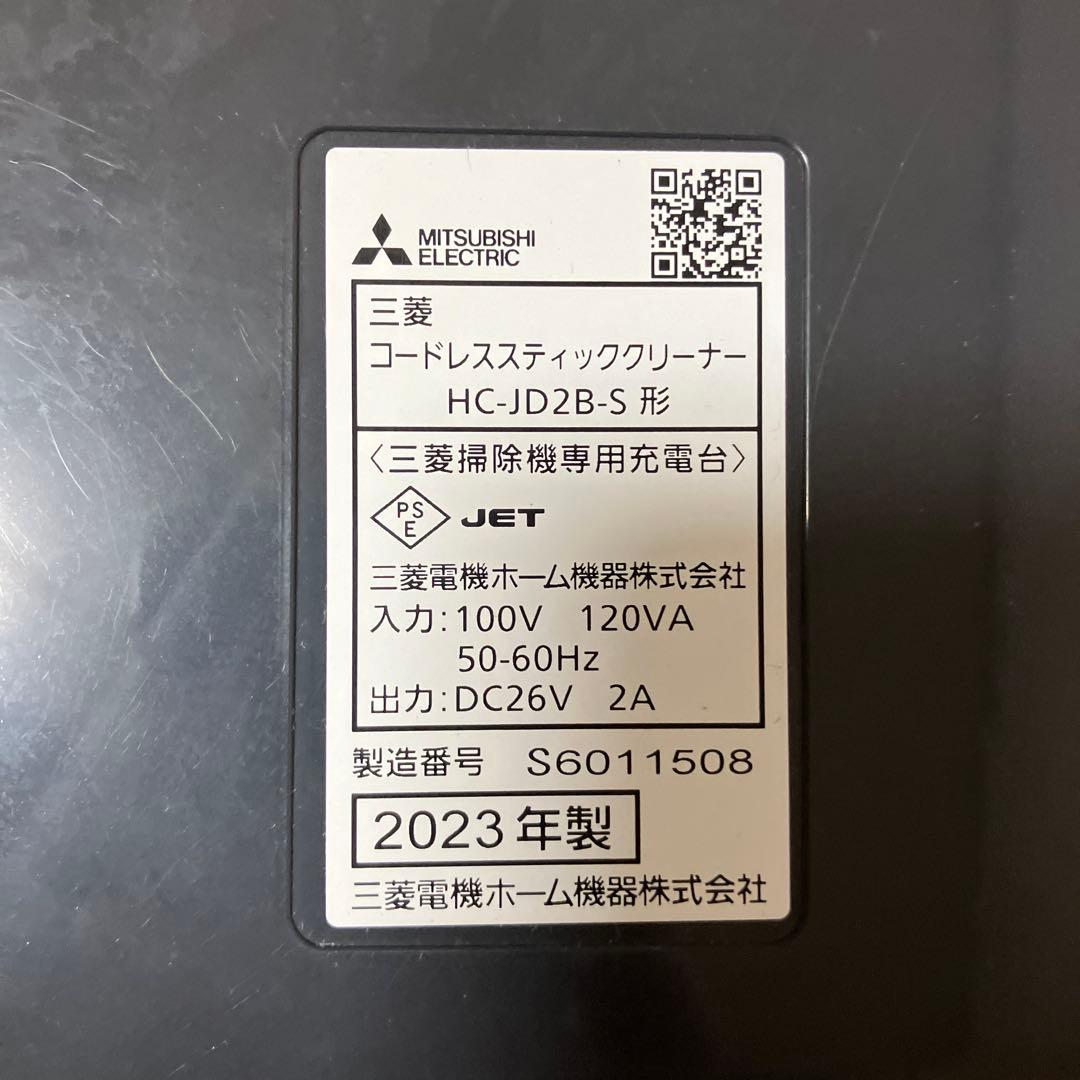 MITSUBISHI
ELECTRIC
三菱
コードレススティッククリーナー
HC-JD2B-S 形
〈三菱掃除機専用充電台〉
PS
E
JET
三菱電機ホーム機器株式会社
入力:100V 120VA
50-60Hz
出力:DC26V 2A
製造番号 S6011508
2023年製
三菱電機ホーム機器株式会社